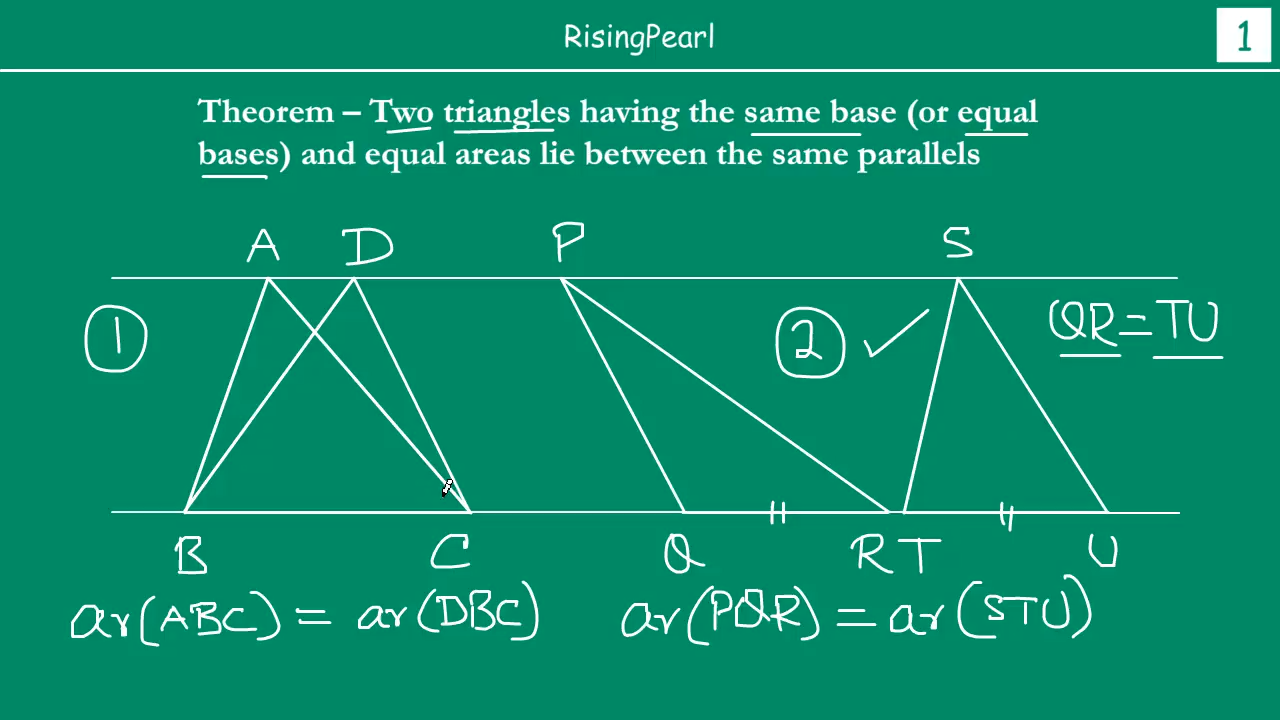 RisingPearl
1
Theorem – Two triangles having the same base (or equal
bases) and equal areas lie between the same parallels
A D P S
1 2 QR = TU
B C Q R T U
ar(ABC) = ar(DBC) ar(PQR) = ar(STU)